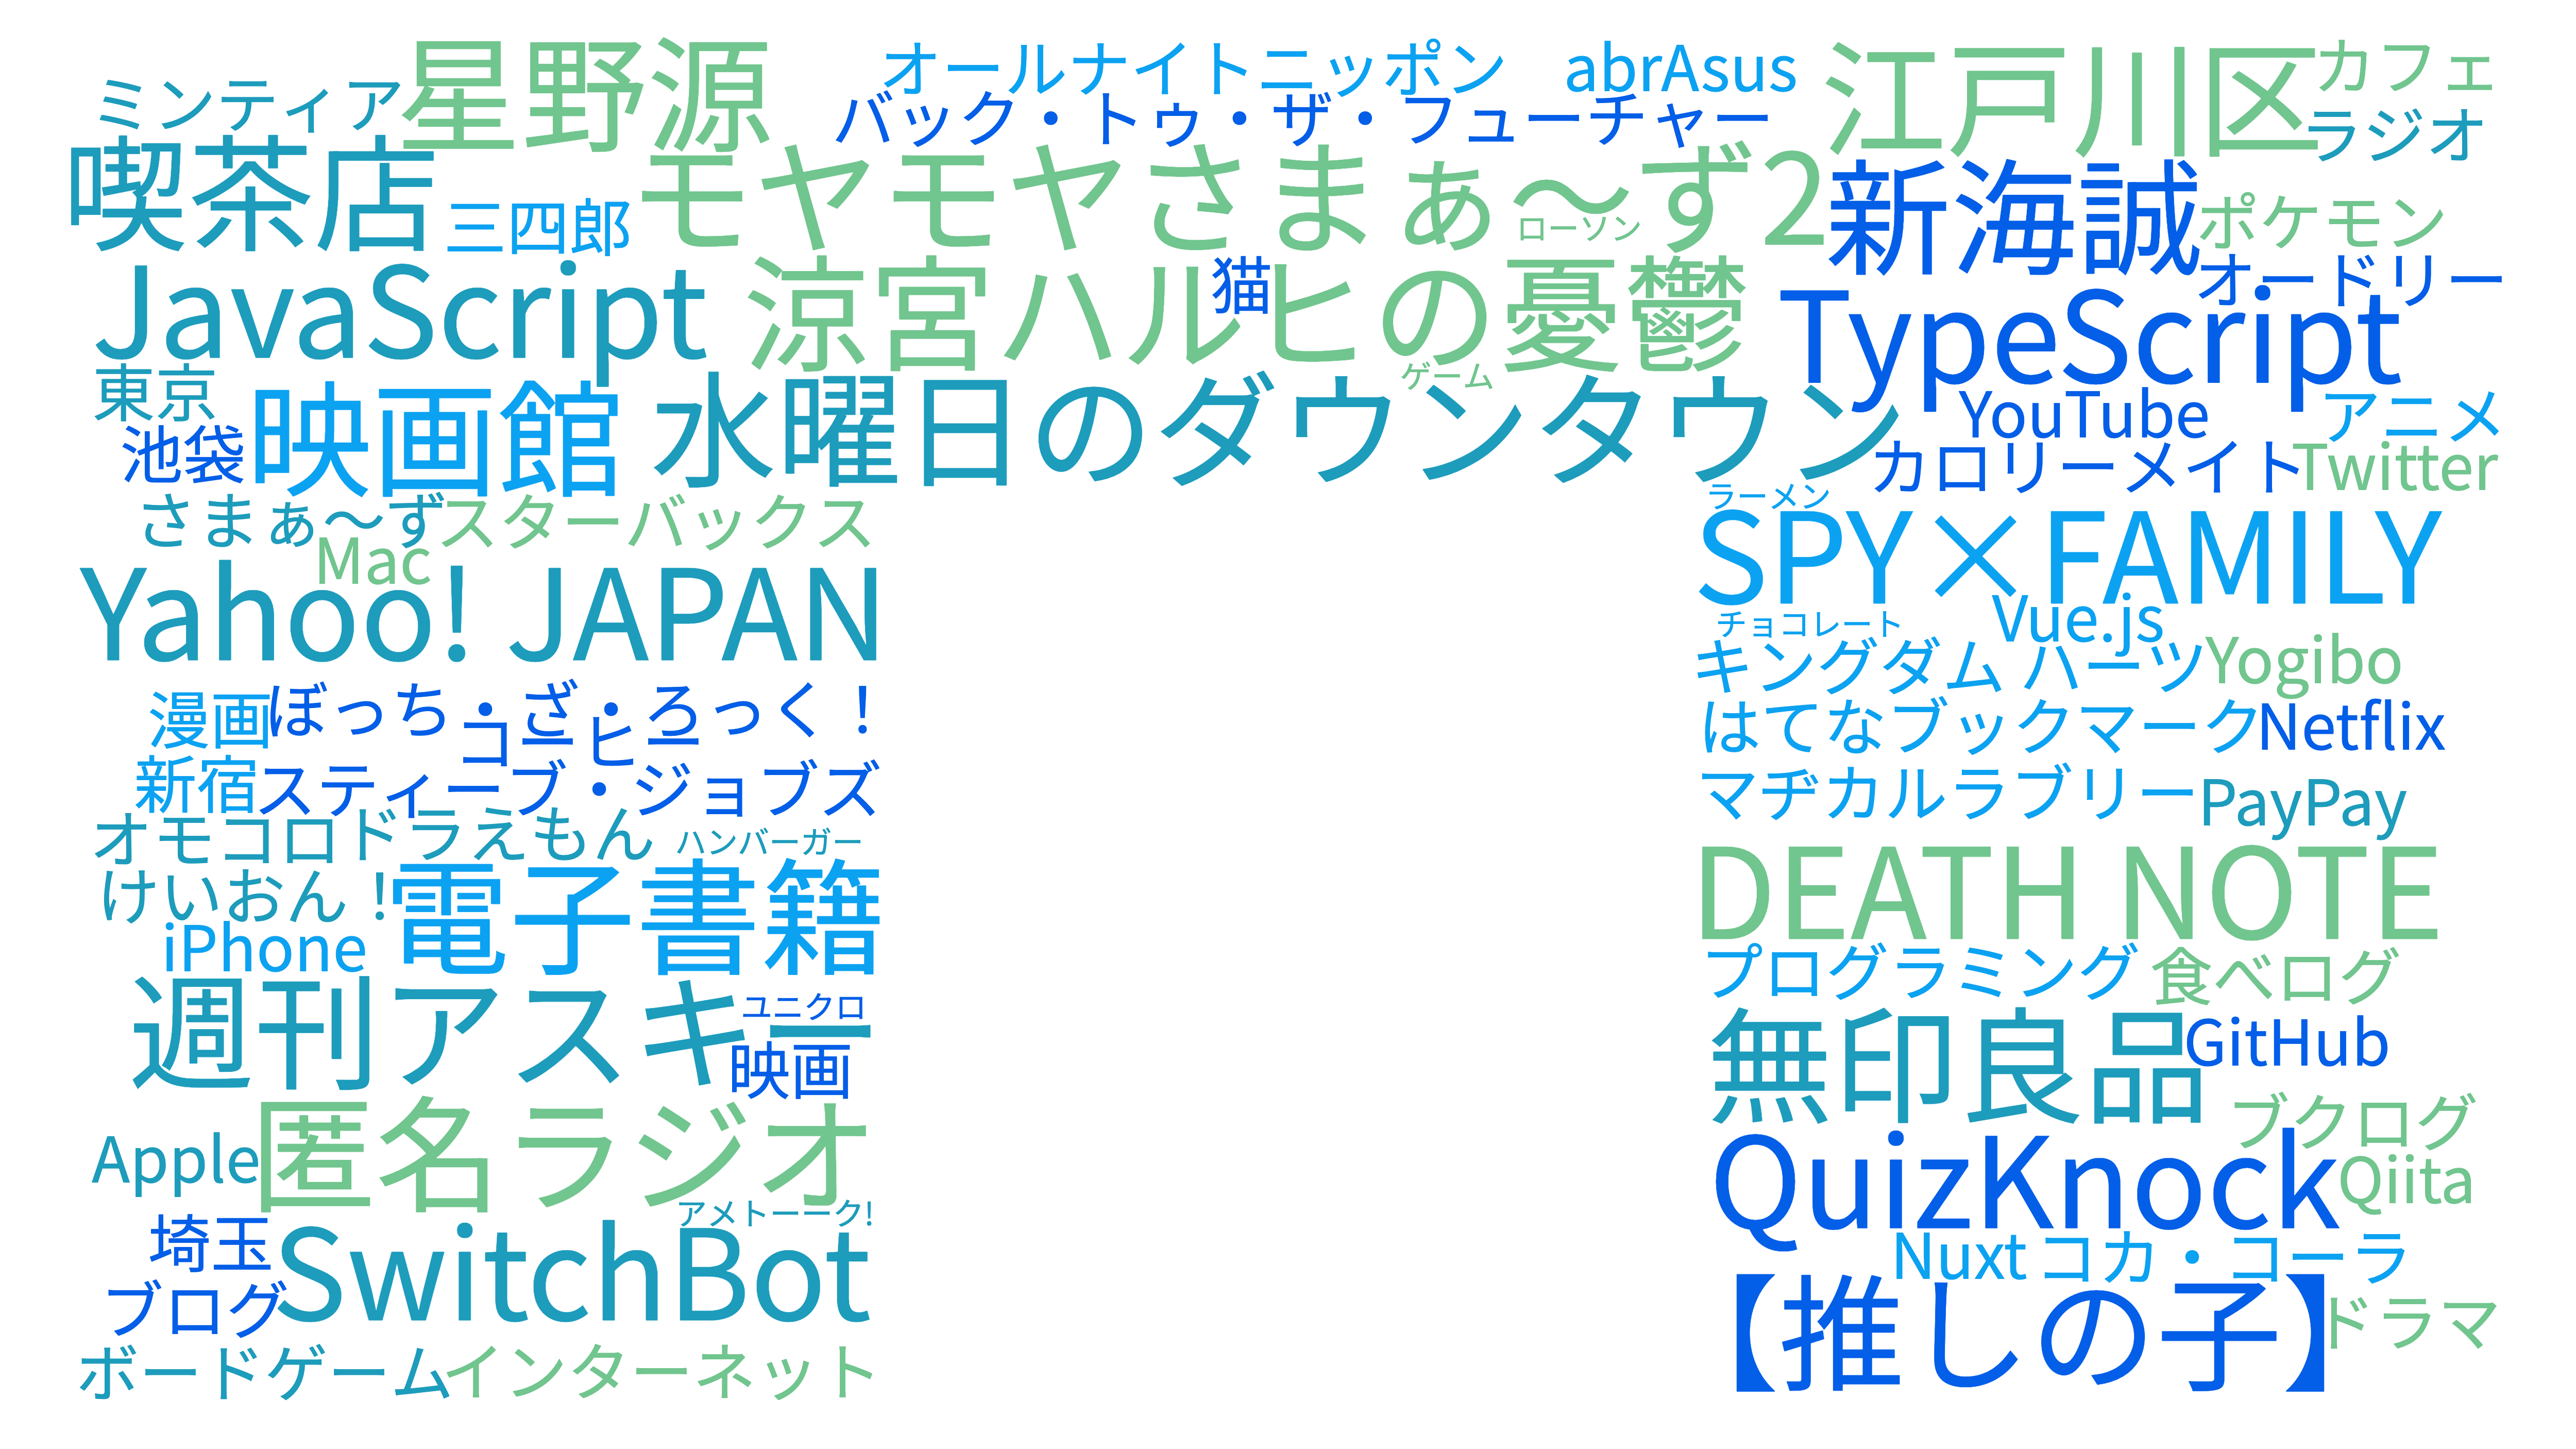 星野源
オールナイトニッポン
abrAsus
江戸川区
カフェ
ミンティア
バック・トゥ・ザ・フューチャー
ラジオ
喫茶店
三四郎
モヤモヤさまぁ〜ず2
ローソン
新海誠
ポケモン
オードリー
JavaScript
涼宮ハルヒの憂鬱
猫
TypeScript
東京
ゲーム
池袋
映画館
水曜日のダウンタウン
YouTube
アニメ
カロリーメイト
Twitter
さまぁ〜ず
スターバックス
ラーメン
Mac
SPY×FAMILY
Yahoo! JAPAN
チョコレート
Vue.js
キングダム ハーツ
Yogibo
漫画
ぼっち・ざ・ろっく！
はてなブックマーク
Netflix
コーヒー
新宿
スティーブ・ジョブズ
マヂカルラブリー
PayPay
オモコロ
ドラえもん
ハンバーガー
けいおん！
電子書籍
DEATH NOTE
iPhone
プログラミング
食べログ
週刊アスキー
ユニクロ
映画
無印良品
GitHub
匿名ラジオ
Apple
ブクログ
QuizKnock
Qiita
アメトーーク!
埼玉
SwitchBot
Nuxt
コカ・コーラ
ブログ
【推しの子】
ドラマ
ボードゲーム
インターネット